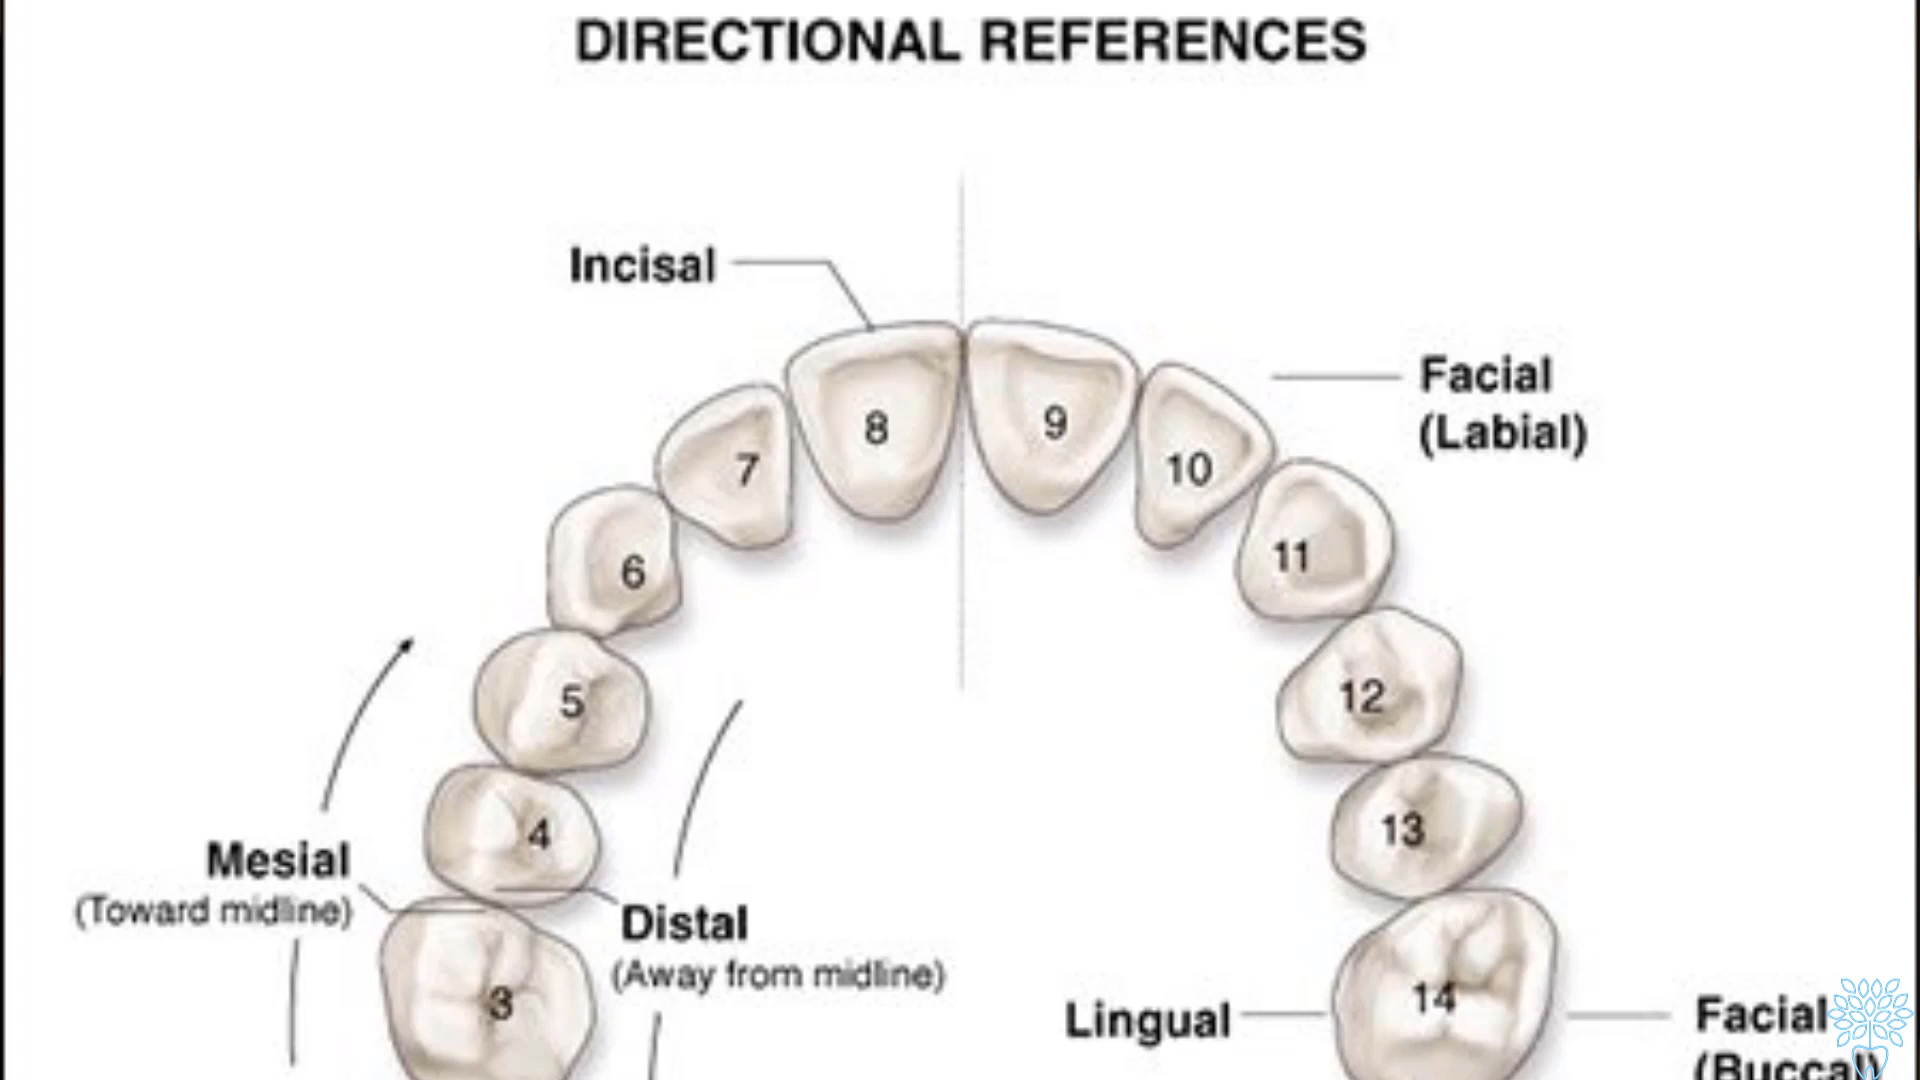 DIRECTIONAL REFERENCES
Incisal
Facial
(Labial)
8
9
7
10
11
6
5
12
4
13
Mesial
(Toward midline)
Distal
(Away from midline)
3
14
Lingual
Facial
(Buccal)